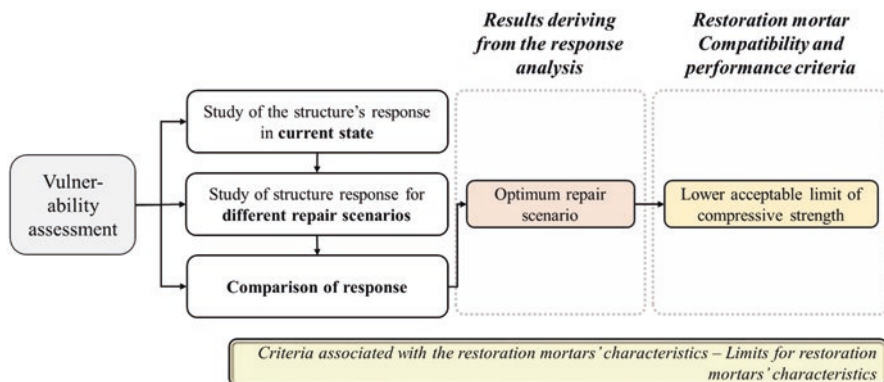 Results deriving
from the response
analysis
Restoration mortar
Compatibility and
performance criteria
Vulner-
ability
assessment
Study of the structure's response
in current state
Study of structure response for
different repair scenarios
Comparison of response
Optimum repair
scenario
Lower acceptable limit of
compressive strength
Criteria associated with the restoration mortars' characteristics – Limits for restoration
mortars' characteristics